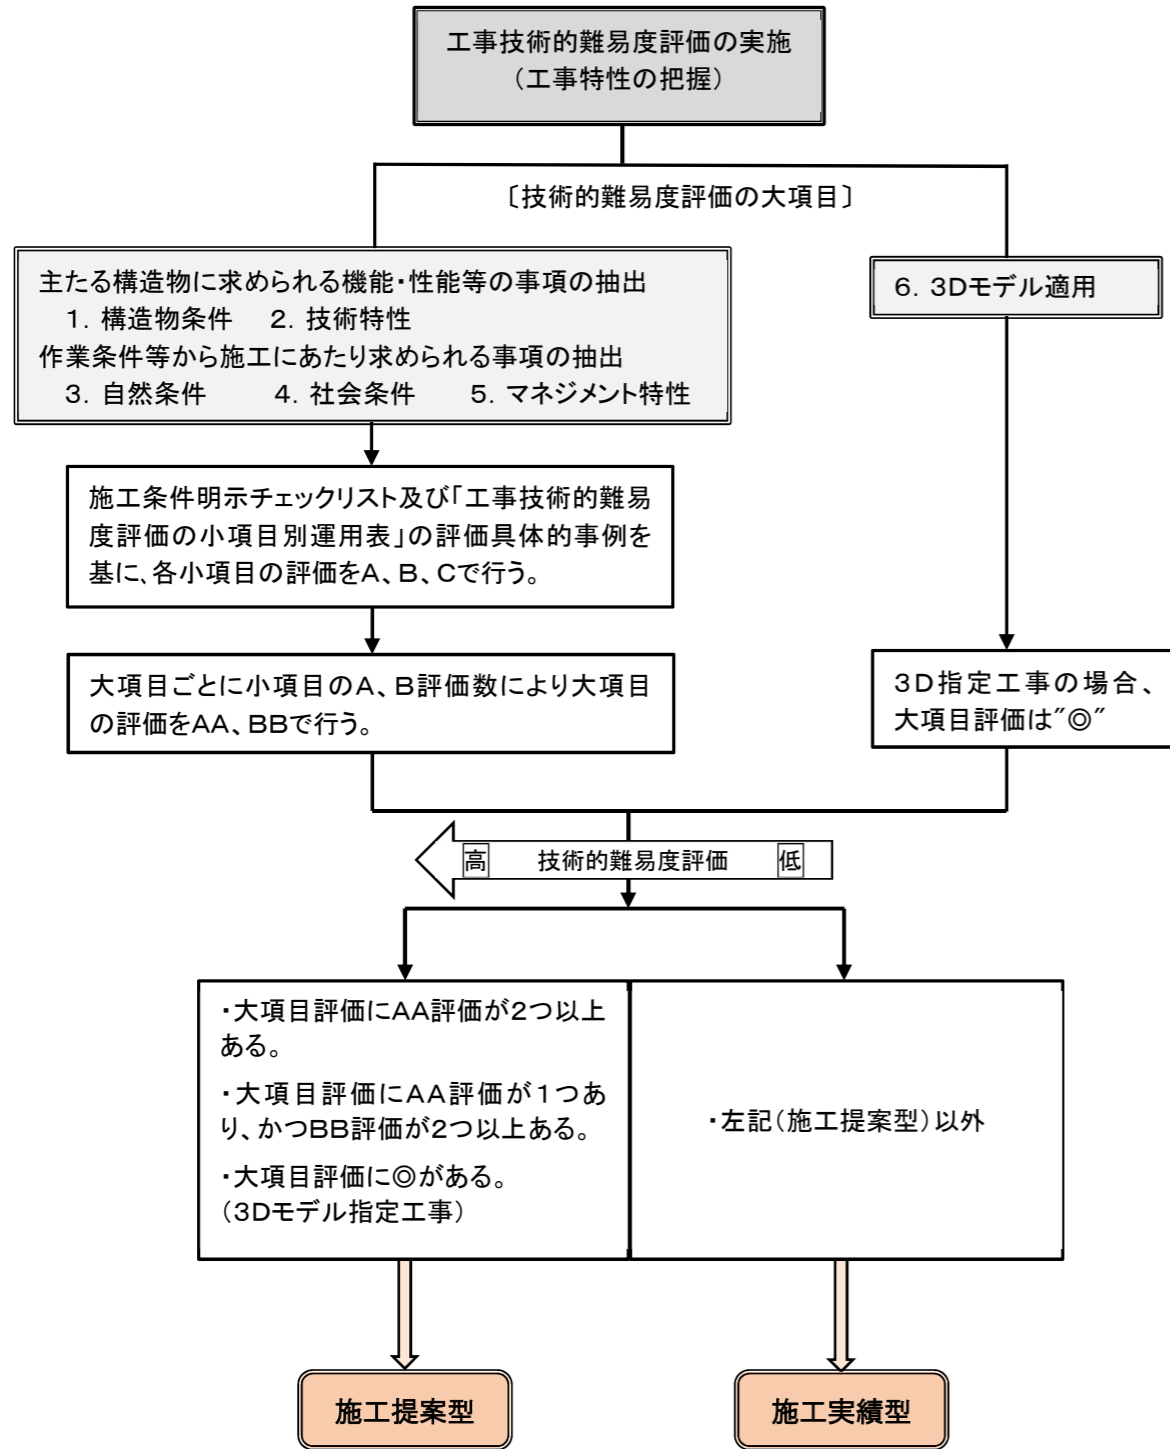 工事技術的難易度評価の実施
（工事特性の把握）
〔技術的難易度評価の大項目〕
主たる構造物に求められる機能・性能等の事項の抽出
１．構造物条件　２．技術特性
作業条件等から施工にあたり求められる事項の抽出
３．自然条件　４．社会条件　５．マネジメント特性
６．３Ｄモデル適用
施工条件明示チェックリスト及び「工事技術的難易
度評価の小項目別運用表」の評価具体的事例を
基に、各小項目の評価をＡ、Ｂ、Ｃで行う。
大項目ごとに小項目のＡ、Ｂ評価数により大項目
の評価をＡＡ、ＢＢで行う。
３Ｄ指定工事の場合、
大項目評価は″◎″
高　技術的難易度評価　低
・大項目評価にＡＡ評価が２つ以上
ある。
・大項目評価にＡＡ評価が１つあ
り、かつＢＢ評価が２つ以上ある。
・大項目評価に◎がある。
（３Ｄモデル指定工事）
・左記（施工提案型）以外
施工提案型
施工実績型